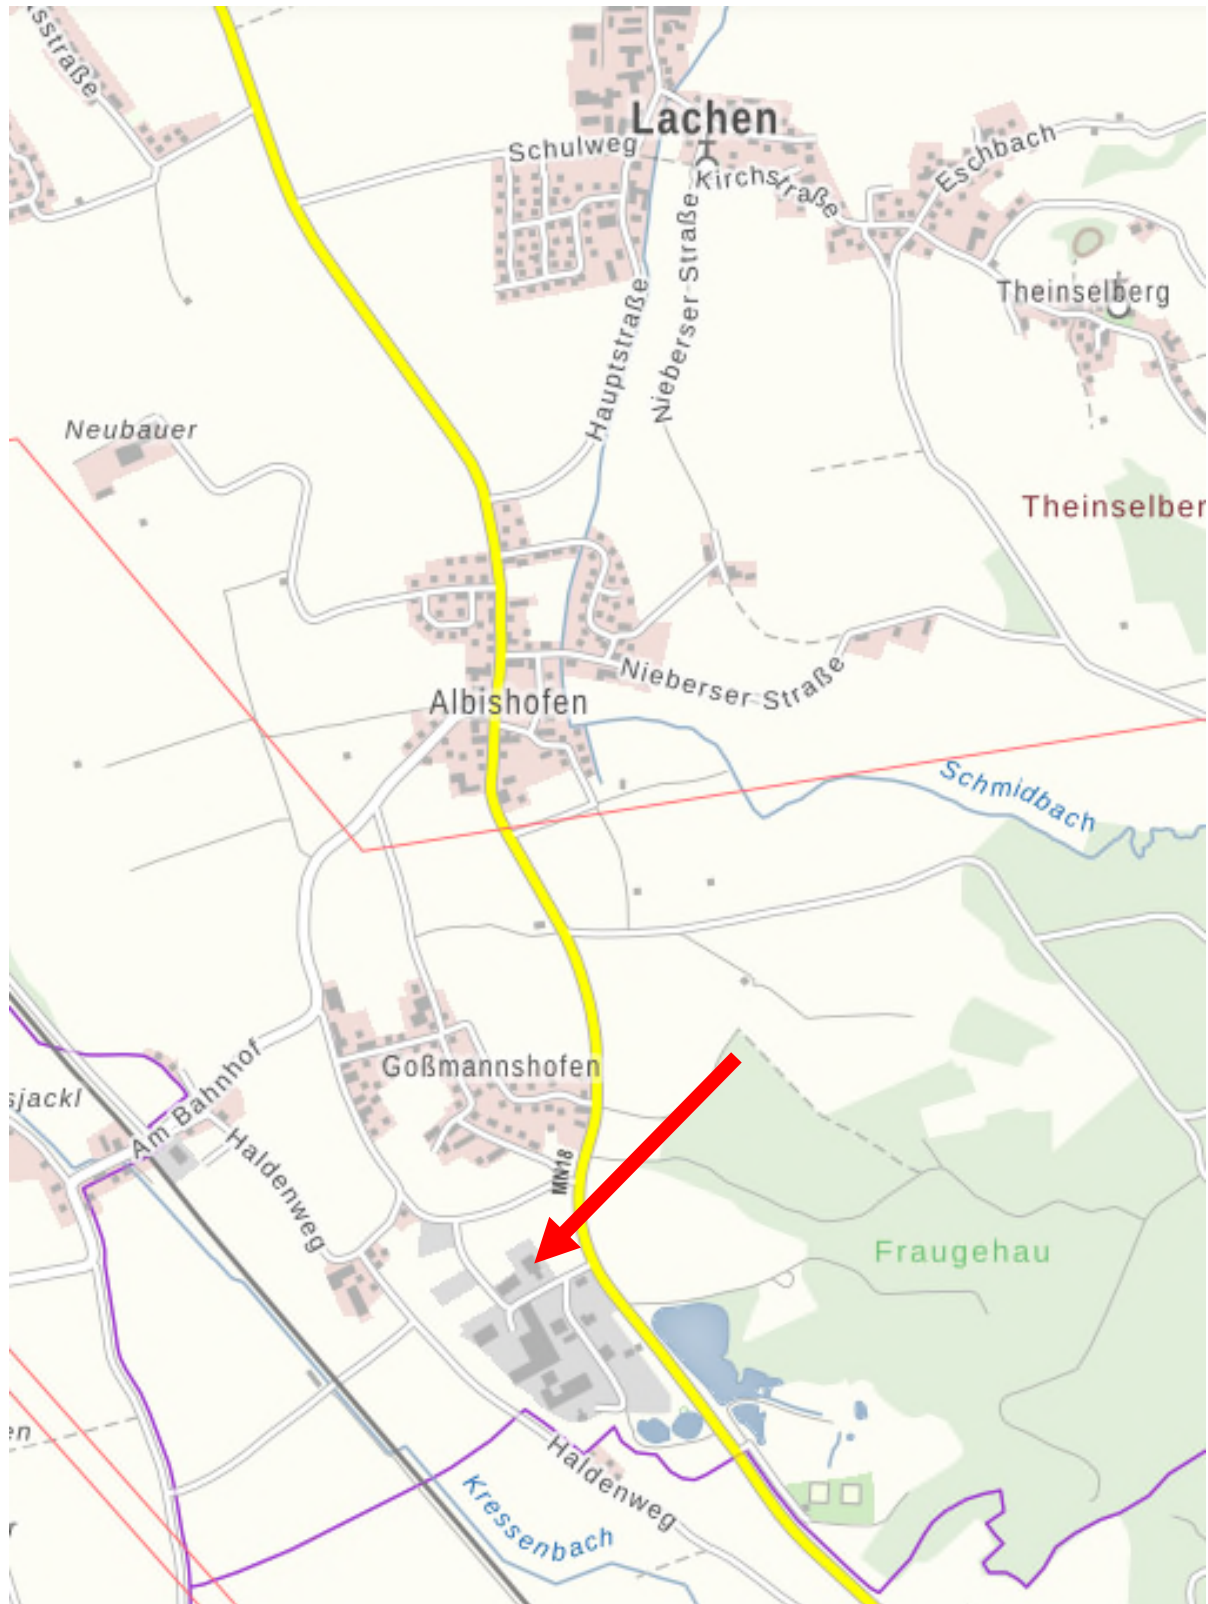 Lachen
Schulweg
Eschbach
Kirchstraße
Nieberser-Straße
Theinselberg
Hauptstraße
Neubauer
Nieberser-Straße
Albishofen
Schmidbach
Goßmannshofen
Am Bahnhof
Haldenweg
MN18
Fraugehau
Haldenweg
Kressenbach